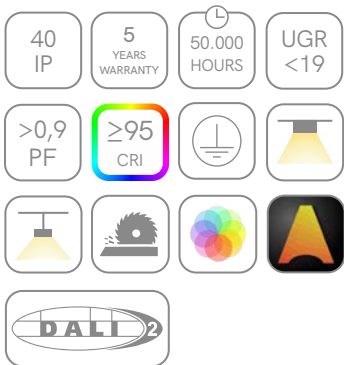 40
IP
5
YEARS
WARRANTY
50.000
HOURS
UGR
<19
>0,9
PF
≥95
CRI
DALI 2